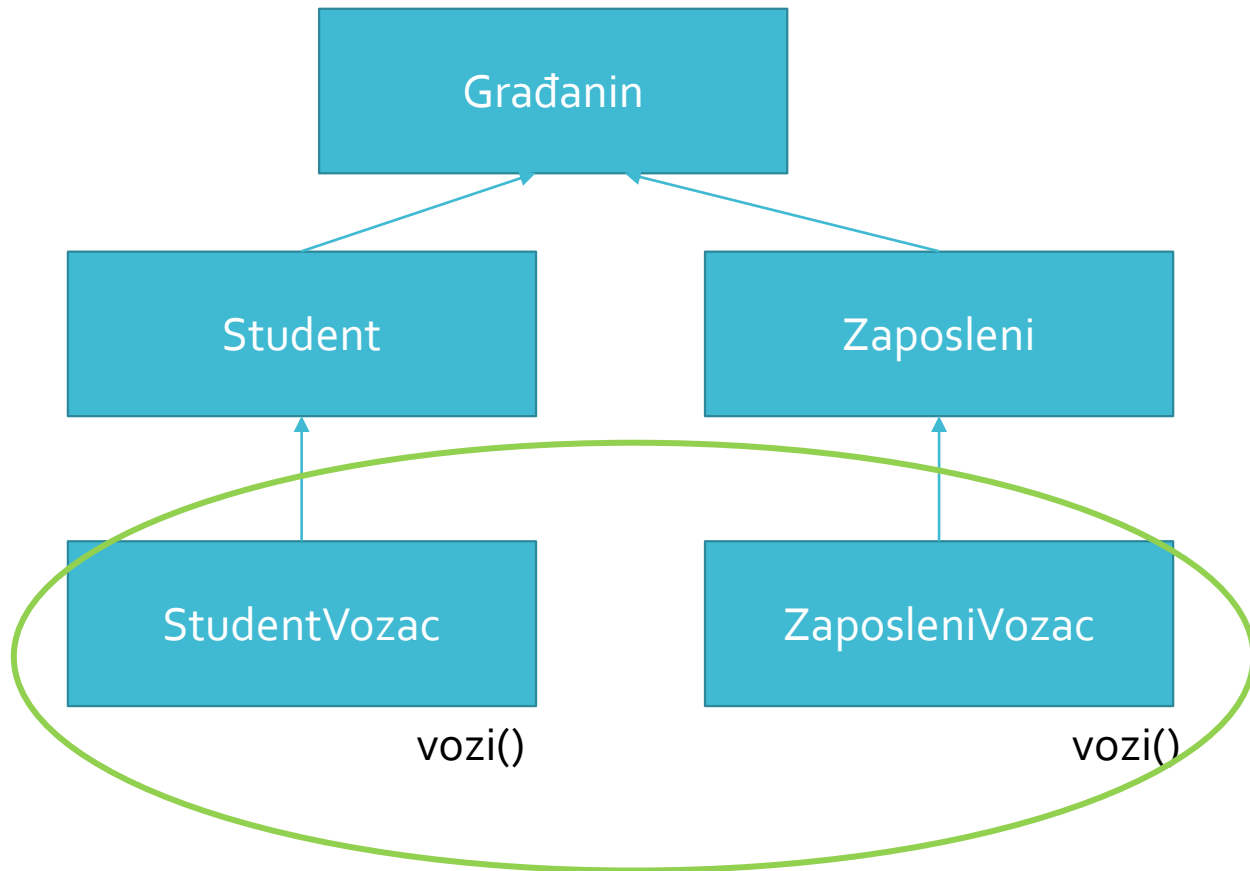 Građanin
Student
Zaposleni
StudentVozac
ZaposleniVozac
vozi()
vozi()